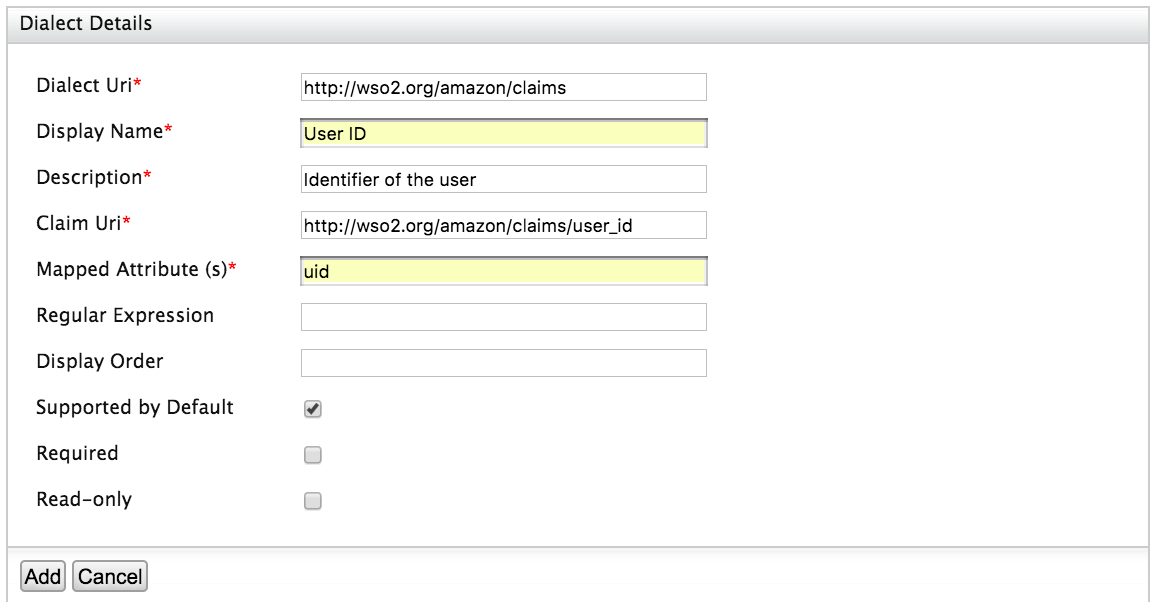 Dialect Details
Dialect Uri* http://wso2.org/amazon/claims
Display Name* User ID
Description* Identifier of the user
Claim Uri* http://wso2.org/amazon/claims/user_id
Mapped Attribute (s)* uid
Regular Expression
Display Order
Supported by Default
Required
Read-only
Add Cancel